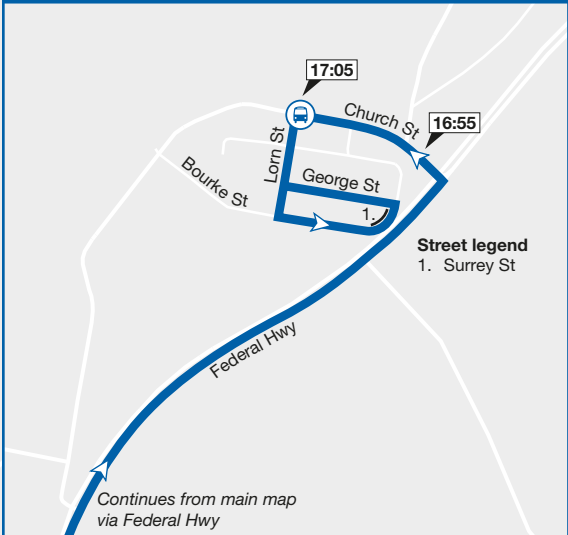 17:05
Church St
16:55
Lorn St
Bourke St
George St
1.
Street legend
1. Surrey St
Federal Hwy
Continues from main map
via Federal Hwy